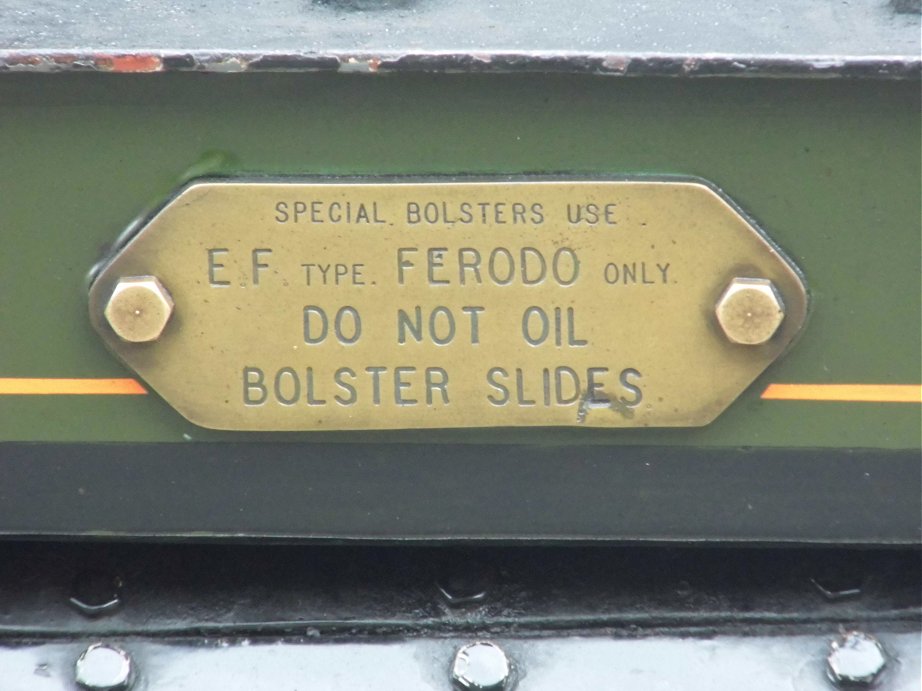 SPECIAL BOLSTERS USE
E.F TYPE. FERODO ONLY.
DO NOT OIL
BOLSTER SLIDES.